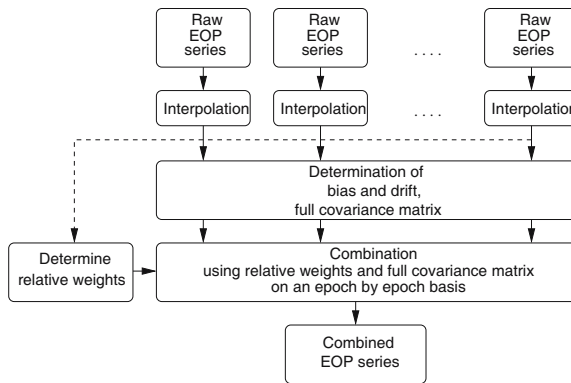 Raw
EOP
series
Raw
EOP
series
. . . .
Raw
EOP
series
Interpolation
Interpolation
. . . .
Interpolation
Determination of
bias and drift,
full covariance matrix
Determine
relative weights
Combination
using relative weights and full covariance matrix
on an epoch by epoch basis
Combined
EOP series